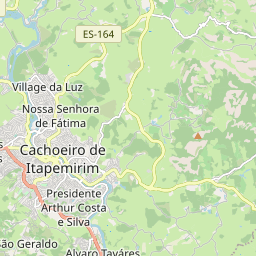 ES-164
Village da Luz
Nossa Senhora
de Fátima
Cachoeiro de
Itapemirim
Presidente
Arthur Costa
e Silva
São Geraldo
Alvaro Tavares